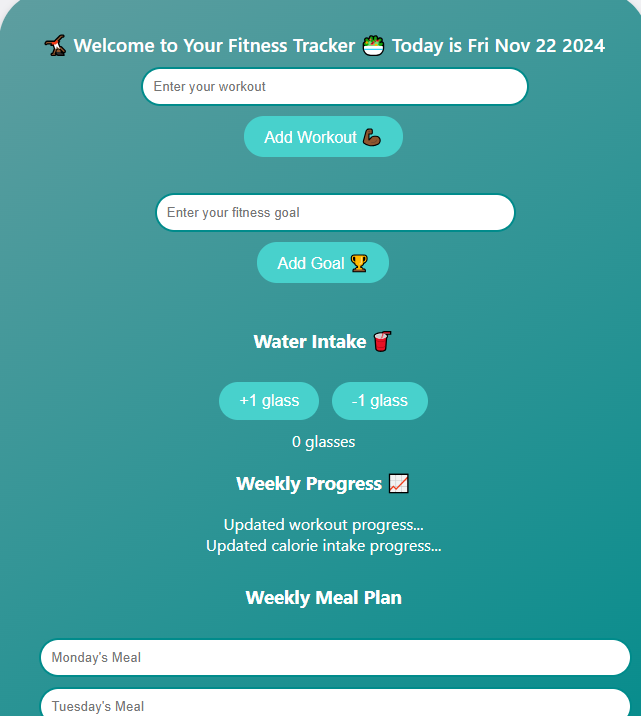 🤸🏿 Welcome to Your Fitness Tracker 🥗 Today is Fri Nov 22 2024
Enter your workout
Add Workout 💪🏿
Enter your fitness goal
Add Goal 🏆
Water Intake 🥤
+1 glass
-1 glass
0 glasses
Weekly Progress 📈
Updated workout progress...
Updated calorie intake progress...
Weekly Meal Plan
Monday's Meal
Tuesday's Meal